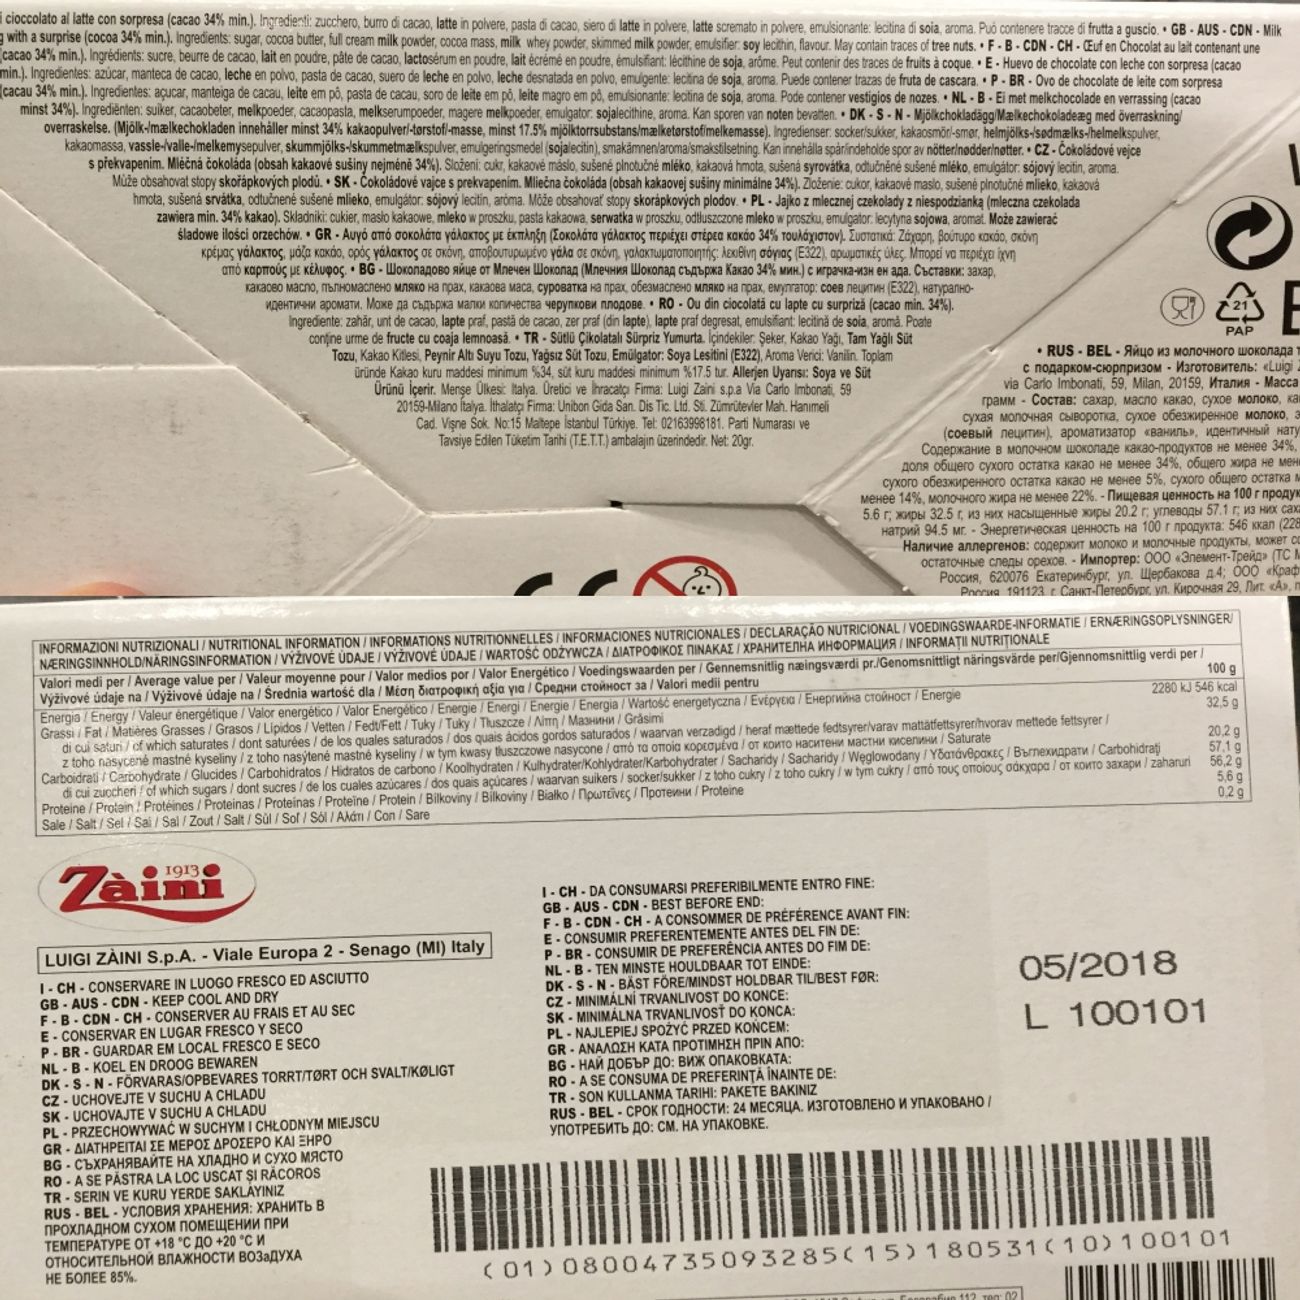 i cioccolato al latte con sorpresa (cacao 34% min.). Ingredienti: zucchero, burro di cacao, latte in polvere, pasta di cacao, siero di latte in polvere, latte scremato in polvere, emulsionante: lecitina di soia, aroma. Può contenere tracce di frutta a guscio. • GB - AUS - CDN - Milk
g with a surprise (cocoa 34% min.). Ingredients: sugar, cocoa butter, full cream milk powder, cocoa mass, milk whey powder, skimmed milk powder, emulsifier: soy lecithin, flavour. May contain traces of tree nuts. • F - B - CDN - CH - Œuf en Chocolat au lait contenant une
(cacao 34% min.). Ingrédients: sucre, beurre de cacao, lait en poudre, pâte de cacao, lactosérum en poudre, lait écrémé en poudre, émulsifiant: lécithine de soja, arôme. Peut contenir des traces de fruits à coque. • E - Huevo de chocolate con leche con sorpresa (cacao
min.). Ingredientes: azúcar, manteca de cacao, leche en polvo, pasta de cacao, suero de leche en polvo, leche desnatada en polvo, emulgente: lecitina de soja, aroma. Puede contener trazas de fruta de cascara. • P - BR - Ovo de chocolate de leite com sorpresa
(cacau 34% min.). Ingredientes: açucar, manteiga de cacau, leite em pô, pasta de cacau, soro de leite em pô, leite magro em pô, emulsionante: lecitina de soja, aroma. Pode contener vestigios de nozes. • NL - B - Ei met melkchocolade en verrassing (cacao
minst 34%). Ingrediënten: suiker, cacaobeter, melkpoeder, cacaopasta, melkserumpoeder, magere melkpoeder, emulgator: sojalecithine, aroma. Kan sporen van noten bevatten. • DK - S - N - Mjölkchokladägg/Mælkechokoladeæg med överraskning/
overraskelse. (Mjölk-/mælkechokladen innehåller minst 34% kakaopulver/-tørstof/-masse, minst 17.5% mjölktorrsubstans/mælketørstof/melkemasse). Ingredienser: socker/sukker, kakaosmör/-smør, helmjölks-/sødmælks-/helmelkspulver,
kakaomassa, vassle-/valle-/melkemysepulver, skummjölks-/skummetmælkspulver, emulgeringsmedel (sojalecitin), smakämnen/aroma/smakstilsetning. Kan innehålla spår/indeholde spor av nötter/nødder/nøtter. • CZ - Čokoládové vejce
s překvapením. Mléčná čokoláda (obsah kakaové sušiny nejméně 34%). Složení: cukr, kakaové máslo, sušené plnotučné mléko, kakaová hmota, sušená syrovátka, odtučněné sušené mléko, emulgátor: sójový lecitin, aroma.
Může obsahovat stopy skořápkových plodů. • SK - Čokoládové vajce s prekvapením. Mliečna čokoláda (obsah kakaovej sušiny minimálne 34%). Zloženie: cukor, kakaové maslo, sušené plnotučné mlieko, kakaová
hmota, sušená srvátka, odtučnené sušené mlieko, emulgátor: sójový lecitin, aróma. Môže obsahovať stopy skorápkových plodov. • PL - Jajko z mlecznej czekolady z niespodzianką (mleczna czekolada
zawiera min. 34% kakao). Składniki: cukier, masło kakaowe, mleko w proszku, pasta kakaowa, serwatka w proszku, odtłuszczone mleko w proszku, emulgator: lecytyna sojowa, aromat. Może zawierać
śladowe ilości orzechów. • GR - Αυγό από σοκολάτα γάλακτος με έκπληξη (Σοκολάτα γάλακτος περιέχει στέρεα κακάο 34% τουλάχιστον). Συστατικά: Ζάχαρη, βούτυρο κακάο, σκόνη
κρέμας γάλακτος, μάζα κακάο, ορός γάλακτος σε σκόνη, αποβουτυρωμένο γάλα σε σκόνη, γαλακτωματοποιητής: λεκιθίνη σόγιας (E322), αρωματικές ύλες. Μπορεί να περιέχει ίχνη
από καρπούς με κέλυφος. • BG - Шоколадово яйце от Млечен Шоколад (Млечния Шоколад съдържа Какао 34% мин.) с играчка-изн ен ада. Съставки: захар,
какаово масло, пълномаслено мляко на прах, какаова маса, суроватка на прах, обезмаслено мляко на прах, емулгатор: соев лецитин (E322), натурално-
идентични аромати. Може да съдържа малки количества черупкови плодове. • RO - Ou din ciocolată cu lapte cu surpriză (cacao min. 34%).
Ingrediente: zahăr, unt de cacao, lapte praf, pastă de cacao, zer praf (din lapte), lapte praf degresat, emulsifiant: lecitină de soia, aromă. Poate
conține urme de fructe cu coaja lemnoasă. • TR - Sütlü Çikolatalı Sürpriz Yumurta. İçindekiler: Şeker, Kakao Yağı, Tam Yağlı Süt
Tozu, Kakao Kitlesi, Peynir Altı Suyu Tozu, Yağsız Süt Tozu, Emülgatör: Soya Lesitini (E322), Aroma Verici: Vanilin. Toplam
üründe Kakao kuru maddesi minimum %34, süt kuru maddesi minimum %17.5 tur. Allerjen Uyarısı: Soya ve Süt
Ürünü İçerir. Menşe Ülkesi: Italya. Üretici ve İhracatçı Firma: Luigi Zaini s.p.a Via Carlo Imbonati, 59
20159-Milano İtalya. İthalatçı Firma: Unibon Gida San. Dis Tic. Ltd. Sti. Zümrütevler Mah. Hanımeli
Cad. Vişne Sok. No:15 Maltepe İstanbul Türkiye. Tel: 02163998181. Parti Numarası ve
Tavsiye Edilen Tüketim Tarihi (T.E.T.T.) ambalajın üzerindedir. Net: 20gr.
21
PAP
• RUS - BEL - Яйцо из молочного шоколада
с подарком-сюрпризом - Изготовитель: «Luigi
via Carlo Imbonati, 59, Milan, 20159, Италия - Масса
грамм - Состав: сахар, масло какао, сухое молоко,
сухая молочная сыворотка, сухое обезжиренное молоко,
(соевый лецитин), ароматизатор «ваниль», идентичный
Содержание в молочном шоколаде какао-продуктов не менее 34%,
доля общего сухого остатка какао не менее 34%, общего жира не
сухого обезжиренного остатка какао не менее 5%, сухого общего остатка
менее 14%, молочного жира не менее 22%. - Пищевая ценность на 100 г
5.6 г; жиры 32.5 г, из них насыщенные жиры 20.2 г; углеводы 57.1 г; из них
натрий 94.5 мг. - Энергетическая ценность на 100 г продукта: 546 ккал
Наличие аллергенов: содержит молоко и молочные продукты, может
остаточные следы орехов. - Импортер: ООО «Элемент-Трейд» (ТС
Россия, 620076 Екатеринбург, ул. Щербакова д.4; ООО
Россия, 191123, г. Санкт-Петербург, ул. Кирочная 29, Лит. «А»,
CE
INFORMAZIONI NUTRIZIONALI / NUTRITIONAL INFORMATION / INFORMATIONS NUTRITIONNELLES / INFORMACIONES NUTRICIONALES / DECLARAÇÃO NUTRICIONAL / VOEDINGSWAARDE-INFORMATIE / ERNÆRINGSOPLYSNINGER/
NÆRINGSINNHOLD/NÄRINGSINFORMATION / VÝŽIVOVÉ ÚDAJE / VÝŽIVOVÉ ÚDAJE / WARTOŚĆ ODŻYWCZA / ΔΙΑΤΡΟΦΙΚΟΣ ΠΙΝΑΚΑΣ / ХРАНИТЕЛНА ИНФОРМАЦИЯ / INFORMAȚII NUTRIȚIONALE
Valori medi per / Average value per / Valeur moyenne pour / Valor medios por / Valor Energético / Voedingswaarden per / Gennemsnitlig næingsværdi pr./Genomsnittligt näringsvärde per/Gjennomsnittlig verdi per /
Výživové údaje na / Výživové údaje na / Średnia wartość dla / Μέση διατροφική αξία για / Средни стойност за / Valori medii pentru 100 g
Energia / Energy / Valeur énergétique / Valor energético / Valor Energético / Energie / Energi / Energie / Energia / Wartość energetyczna / Ενέργεια / Енергийна стойност / Energie 2280 kJ 546 kcal
Grassi / Fat / Matières Grasses / Grasos / Lípidos / Vetten / Fedt/Fett / Tuky / Tuky / Tłuszcze / Λίπη / Мазнини / Grăsimi 32,5 g
di cui saturi / of which saturates / dont saturées / de los quales saturados / dos quais ácidos gordos saturados / waarvan verzadigd / heraf mættede fedtsyrer/varav mattätfettsyrer/hvorav mettede fettsyrer /
z toho nasycené mastné kyseliny / z toho nasýtené mastné kyseliny / w tym kwasy tłuszczowe nasycone / από τα οποία κορεσμένα / от които наситени мастни киселини / Saturate 20,2 g
Carboidrati / Carbohydrate / Glucides / Carbohidratos / Hidratos de carbono / Koolhydraten / Kulhydrater/Kohlydrater/Karbohydrater / Sacharidy / Sacharidy / Węglowodany / Υδατάνθρακες / Въглехидрати / Carbohidrați 57,1 g
di cui zuccheri / of which sugars / dont sucres / de los cuales azúcares / dos quais açúcares / waarvan suikers / socker/sukker / z toho cukry / z toho cukry / w tym cukry / από τους οποίους σάκχαρα / от които захари / zaharuri 56,2 g
Proteine / Protein / Protéines / Proteinas / Proteínas / Proteïne / Protein / Bílkoviny / Bílkoviny / Białko / Πρωτεΐνες / Протеини / Proteine 5,6 g
Sale / Salt / Sel / Sal / Sal / Zout / Salt / Sůl / Soľ / Sól / Αλάτι / Con / Sare 0,2 g
1913
Zàini
LUIGI ZÀINI S.p.A. - Viale Europa 2 - Senago (MI) Italy
I - CH - CONSERVARE IN LUOGO FRESCO ED ASCIUTTO
GB - AUS - CDN - KEEP COOL AND DRY
F - B - CDN - CH - CONSERVER AU FRAIS ET AU SEC
E - CONSERVAR EN LUGAR FRESCO Y SECO
P - BR - GUARDAR EM LOCAL FRESCO E SECO
NL - B - KOEL EN DROOG BEWAREN
DK - S - N - FÖRVARAS/OPBEVARES TORRT/TØRT OCH SVALT/KØLIGT
CZ - UCHOVEJTE V SUCHU A CHLADU
SK - UCHOVAJTE V SUCHU A CHLADU
PL - PRZECHOWYWAĆ W SUCHYM I CHŁODNYM MIEJSCU
GR - ΔΙΑΤΗΡΕΙΤΑΙ ΣΕ ΜΕΡΟΣ ΔΡΟΣΕΡΟ ΚΑΙ ΞΗΡΟ
BG - СЪХРАНЯВАЙТЕ НА ХЛАДНО И СУХО МЯСТО
RO - A SE PĂSTRA LA LOC USCAT ȘI RĂCOROS
TR - SERIN VE KURU YERDE SAKLAYINIZ
RUS - BEL - УСЛОВИЯ ХРАНЕНИЯ: ХРАНИТЬ В
ПРОХЛАДНОМ СУХОМ ПОМЕЩЕНИИ ПРИ
ТЕМПЕРАТУРЕ ОТ +18 °C ДО +20 °C И
ОТНОСИТЕЛЬНОЙ ВЛАЖНОСТИ ВОЗДУХА
НЕ БОЛЕЕ 85%.
I - CH - DA CONSUMARSI PREFERIBILMENTE ENTRO FINE:
GB - AUS - CDN - BEST BEFORE END:
F - B - CDN - CH - A CONSOMMER DE PRÉFÉRENCE AVANT FIN:
E - CONSUMIR PREFERENTEMENTE ANTES DEL FIN DE:
P - BR - CONSUMIR DE PREFERÊNCIA ANTES DO FIM DE:
NL - B - TEN MINSTE HOULDBAAR TOT EINDE:
DK - S - N - BÄST FÖRE/MINDST HOLDBAR TIL/BEST FØR:
CZ - MINIMÁLNÍ TRVANLIVOST DO KONCE:
SK - MINIMÁLNA TRVANLIVOSŤ DO KONCA:
PL - NAJLEPIEJ SPOŻYĆ PRZED KOŃCEM:
GR - ΑΝΑΛΩΣΗ ΚΑΤΑ ΠΡΟΤΙΜΗΣΗ ΠΡΙΝ ΑΠΟ:
BG - НАЙ ДОБЪР ДО: ВИЖ ОПАКОВКАТА:
RO - A SE CONSUMA DE PREFERINȚĂ ÎNAINTE DE:
TR - SON KULLANMA TARIHI: PAKETE BAKINIZ
RUS - BEL - СРОК ГОДНОСТИ: 24 МЕСЯЦА. ИЗГОТОВЛЕНО И УПАКОВАНО /
УПОТРЕБИТЬ ДО: СМ. НА УПАКОВКЕ.
05/2018
L 100101
(01)08004735093285(15)180531(10)100101